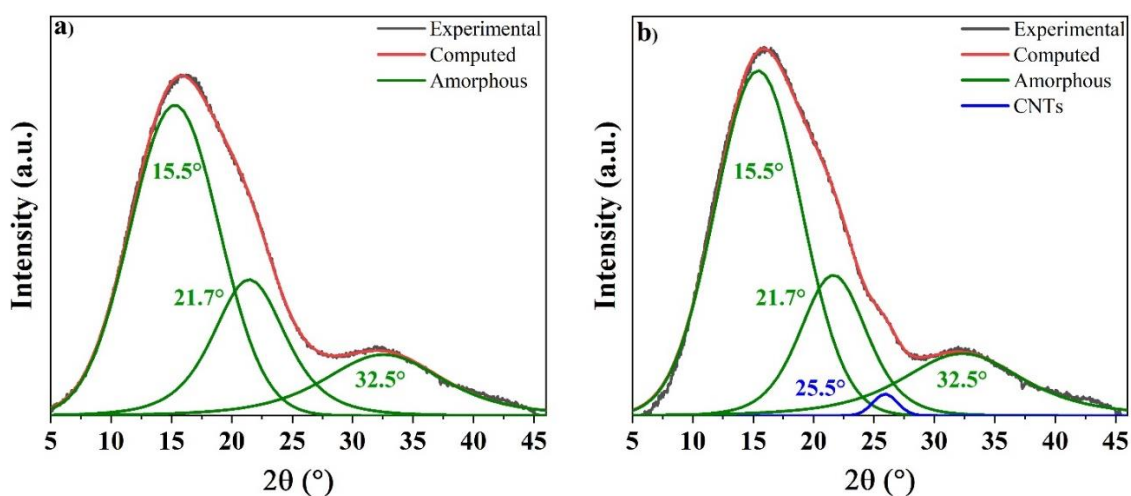 a)
Experimental
Computed
Amorphous
15.5°
21.7°
32.5°
Intensity (a.u.)
5 10 15 20 25 30 35 40 45
2θ (°)
b)
Experimental
Computed
Amorphous
CNTs
15.5°
21.7°
25.5°
32.5°
Intensity (a.u.)
5 10 15 20 25 30 35 40 45
2θ (°)